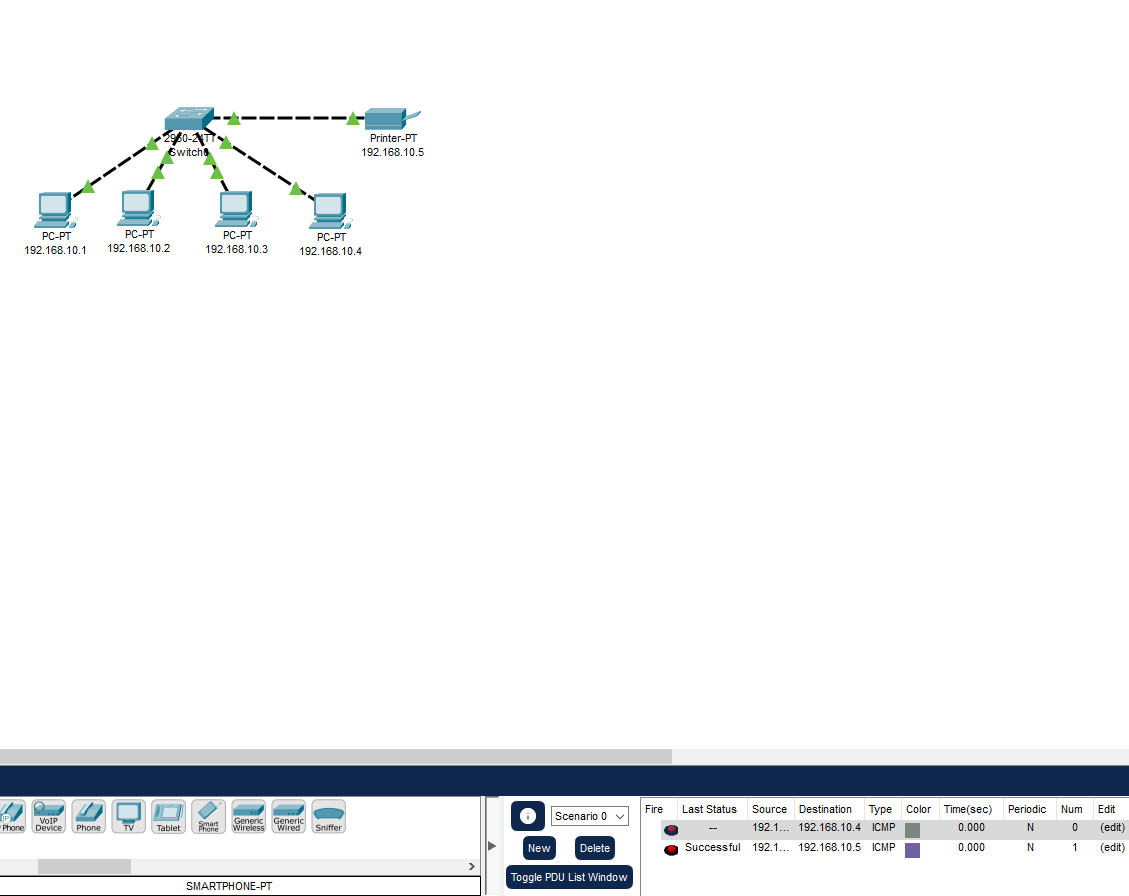 2960-24TT
Switch0
Printer-PT
192.168.10.5
PC-PT
192.168.10.1
PC-PT
192.168.10.2
PC-PT
192.168.10.3
PC-PT
192.168.10.4
IP
Phone
VoIP
Device
Phone
TV
Tablet
Smart
Phone
Generic
Wireless
Generic
Wired
Sniffer
SMARTPHONE-PT
i
Scenario 0
New
Delete
Toggle PDU List Window
Fire Last Status Source Destination Type Color Time(sec) Periodic Num Edit
-- 192.1... 192.168.10.4 ICMP 0.000 N 0 (edit)
Successful 192.1... 192.168.10.5 ICMP 0.000 N 1 (edit)